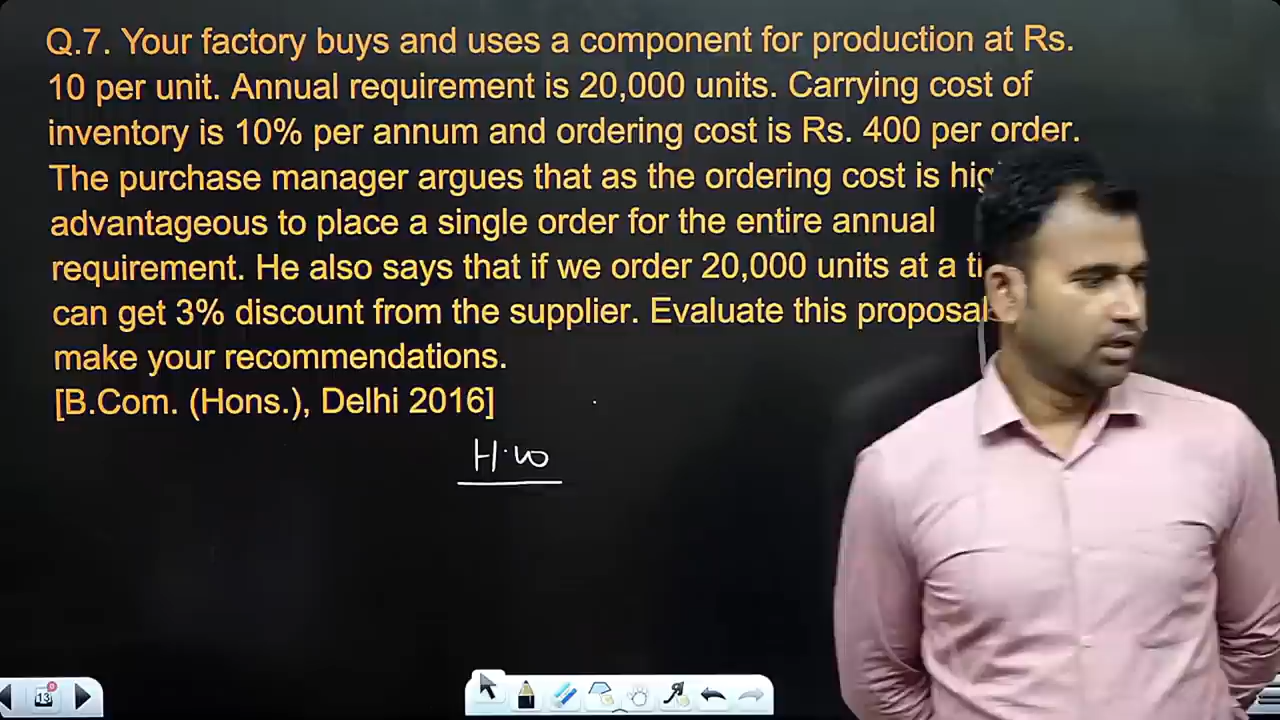 Q.7. Your factory buys and uses a component for production at Rs.
10 per unit. Annual requirement is 20,000 units. Carrying cost of
inventory is 10% per annum and ordering cost is Rs. 400 per order.
The purchase manager argues that as the ordering cost is
advantageous to place a single order for the entire annual
requirement. He also says that if we order 20,000 units at a
can get 3% discount from the supplier. Evaluate this proposal
make your recommendations.
[B.Com. (Hons.), Delhi 2016]
H.W
13